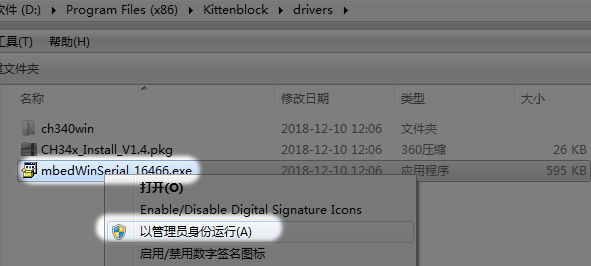 软件 (D:) ▸ Program Files (x86) ▸ Kittenblock ▸ drivers ▸
工具(T) 帮助(H)
文件夹
名称 修改日期 类型 大小
ch340win 2018-12-10 12:06 文件夹
CH34x_Install_V1.4.pkg 2018-12-10 12:06 360压缩 26 KB
mbedWinSerial_16466.exe 2018-12-10 12:06 应用程序 595 KB
打开(O)
Enable/Disable Digital Signature Icons
以管理员身份运行(A)
启用/禁用数字签名图标